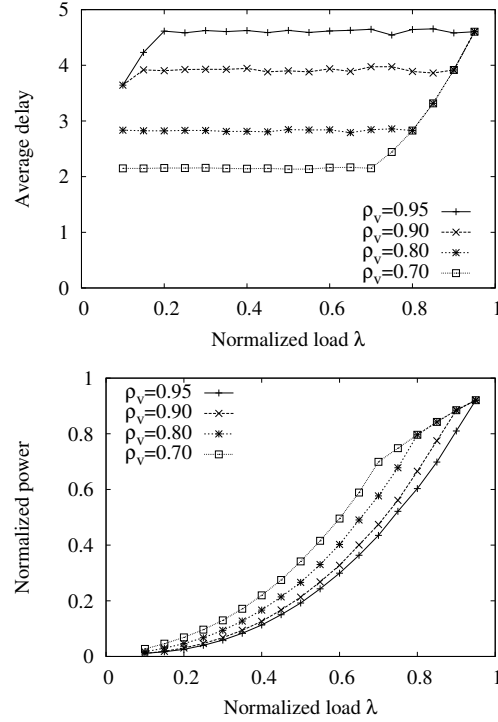 5
4
3
2
1
0
Average delay
ρv=0.95
ρv=0.90
ρv=0.80
ρv=0.70
0 0.2 0.4 0.6 0.8 1
Normalized load λ
1
0.8
0.6
0.4
0.2
0
Normalized power
ρv=0.95
ρv=0.90
ρv=0.80
ρv=0.70
0 0.2 0.4 0.6 0.8 1
Normalized load λ